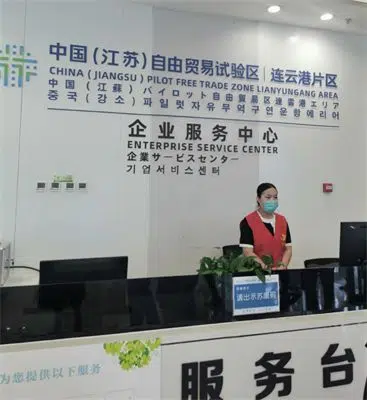 中国(江苏)自由贸易试验区 | 连云港片区
CHINA (JIANGSU) PILOT FREE TRADE ZONE LIANYUNGANG AREA
中国(江蘇)パイロット自由貿易区連雲港エリア
중국(강소)파일럿자유무역구연운항에리어
企业服务中心
ENTERPRISE SERVICE CENTER
企業サービスセンター
기업서비스센터
请出示苏康码
为您提供以下服务
服务台